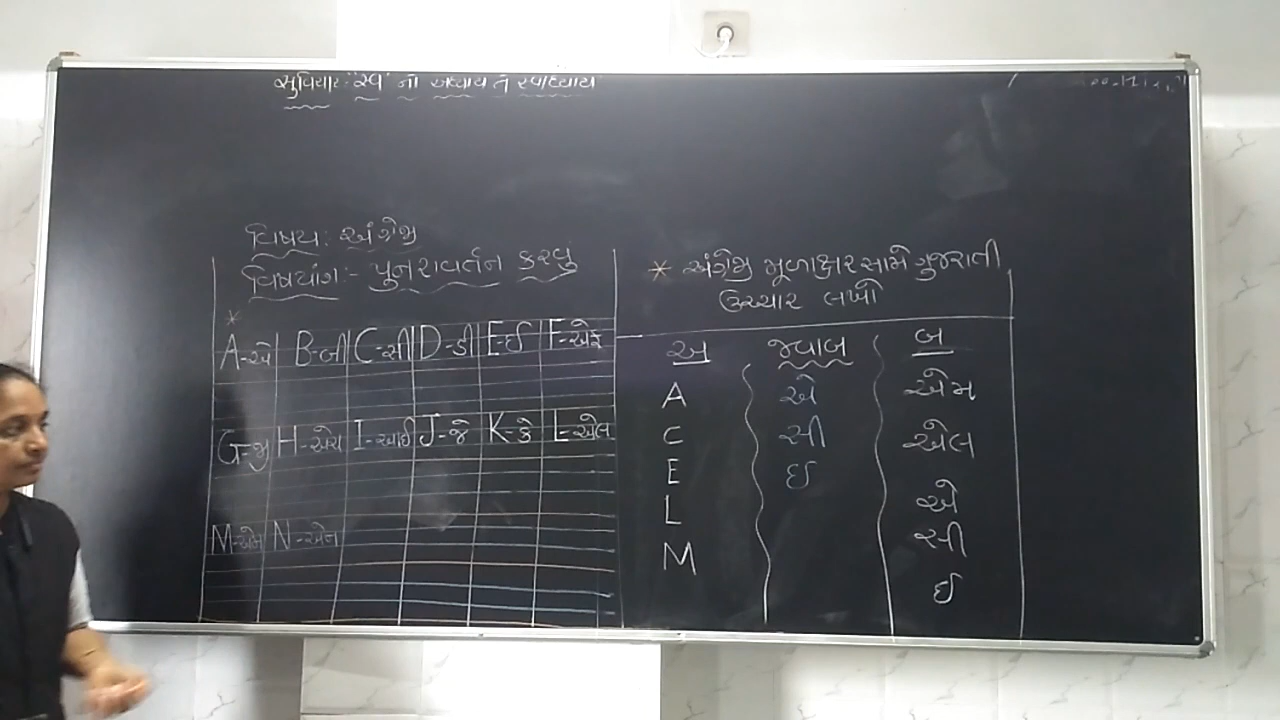 સુવિચાર: "સ્વ" નો અધ્યાય તે સ્વાધ્યાય
વિષય: અંગ્રેજી
વિષયાંગ:- પુનરાવર્તન કરવું
*
A-એ B-બી C-સી D-ડી E-ઈ F-એફ
G-જી H-એચ I-આઈ J-જે K-કે L-એલ
M-એમ N-એન
* અંગ્રેજી મૂળાક્ષર સામે ગુજરાતી
ઉચ્ચાર લખો
અ જવાબ બ
A એ એમ
C સી એલ
E ઈ એ
L સી
M ઈ